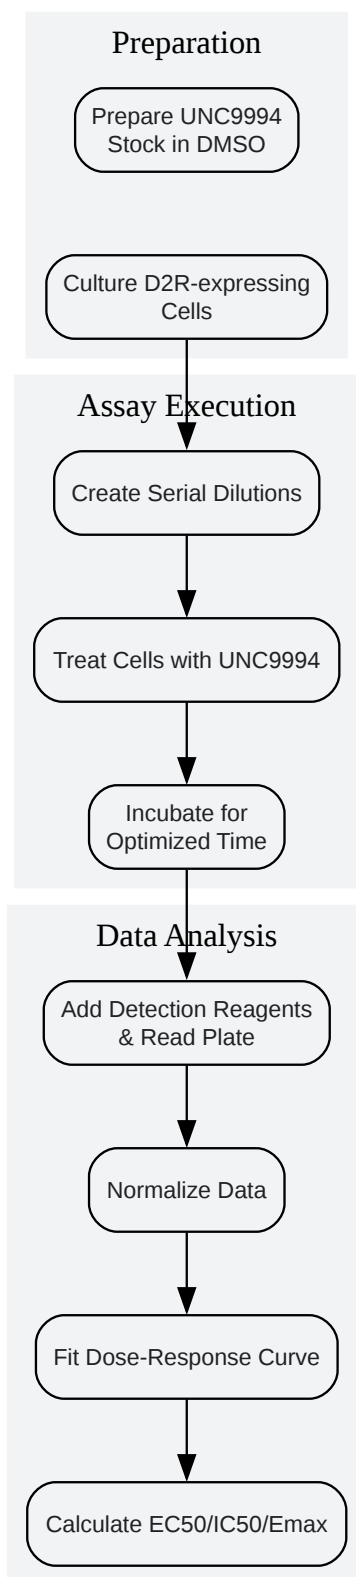 Preparation
Prepare UNC9994
Stock in DMSO
Culture D2R-expressing
Cells
Assay Execution
Create Serial Dilutions
Treat Cells with UNC9994
Incubate for
Optimized Time
Data Analysis
Add Detection Reagents
& Read Plate
Normalize Data
Fit Dose-Response Curve
Calculate EC50/IC50/Emax